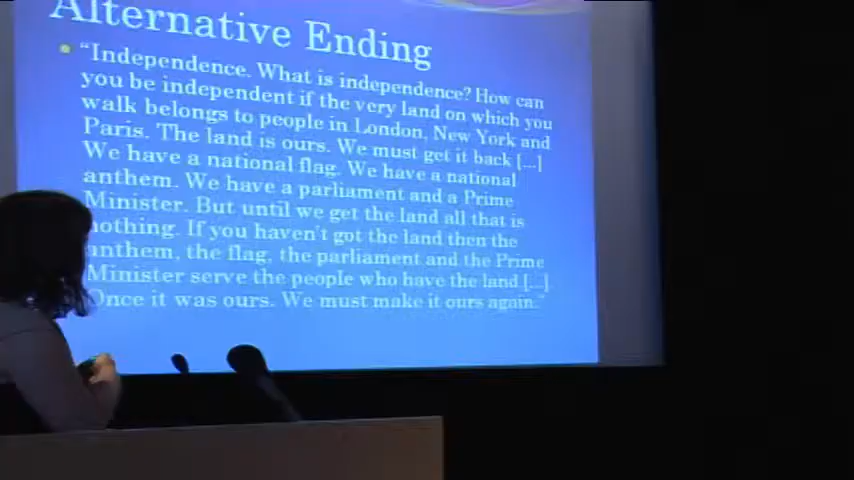 Alternative Ending
“Independence. What is independence? How can
you be independent if the very land on which you
walk belongs to people in London, New York and
Paris. The land is ours. We must get it back [...]
We have a national flag. We have a national
anthem. We have a parliament and a Prime
Minister. But until we get the land all that is
nothing. If you haven't got the land then the
anthem, the flag, the parliament and the Prime
Minister serve the people who have the land [...]
Once it was ours. We must make it ours again.”